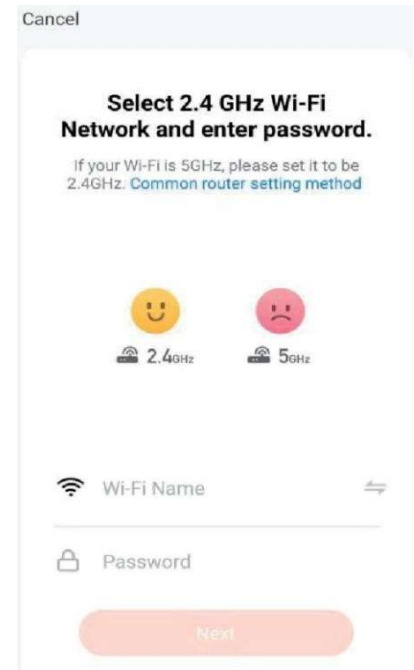 Cancel
Select 2.4 GHz Wi-Fi
Network and enter password.
If your Wi-Fi is 5GHz, please set it to be
2.4GHz. Common router setting method
2.4GHz 5GHz
Wi-Fi Name
Password
Next